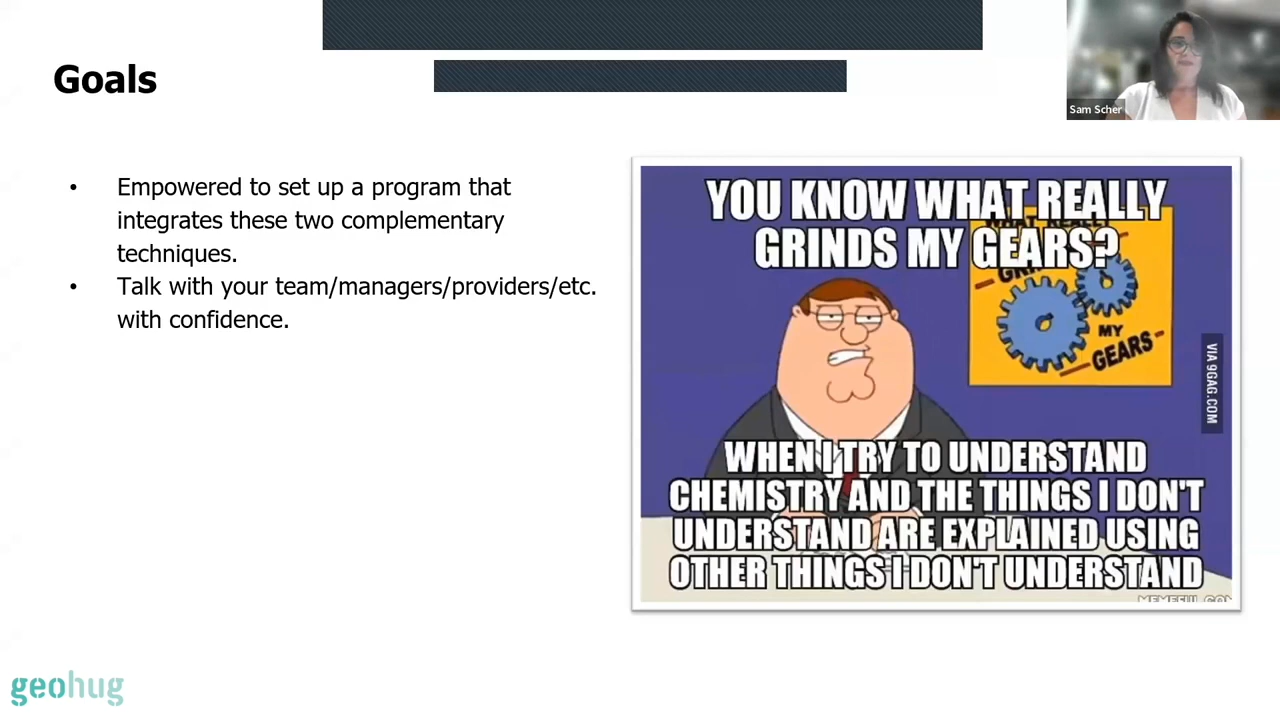 Goals
Sam Scher
• Empowered to set up a program that
integrates these two complementary
techniques.
• Talk with your team/managers/providers/etc.
with confidence.
YOU KNOW WHAT REALLY
GRINDS MY GEARS?
MY
GEARS
VIA 9GAG.COM
WHEN I TRY TO UNDERSTAND
CHEMISTRY AND THE THINGS I DON'T
UNDERSTAND ARE EXPLAINED USING
OTHER THINGS I DON'T UNDERSTAND
geohug